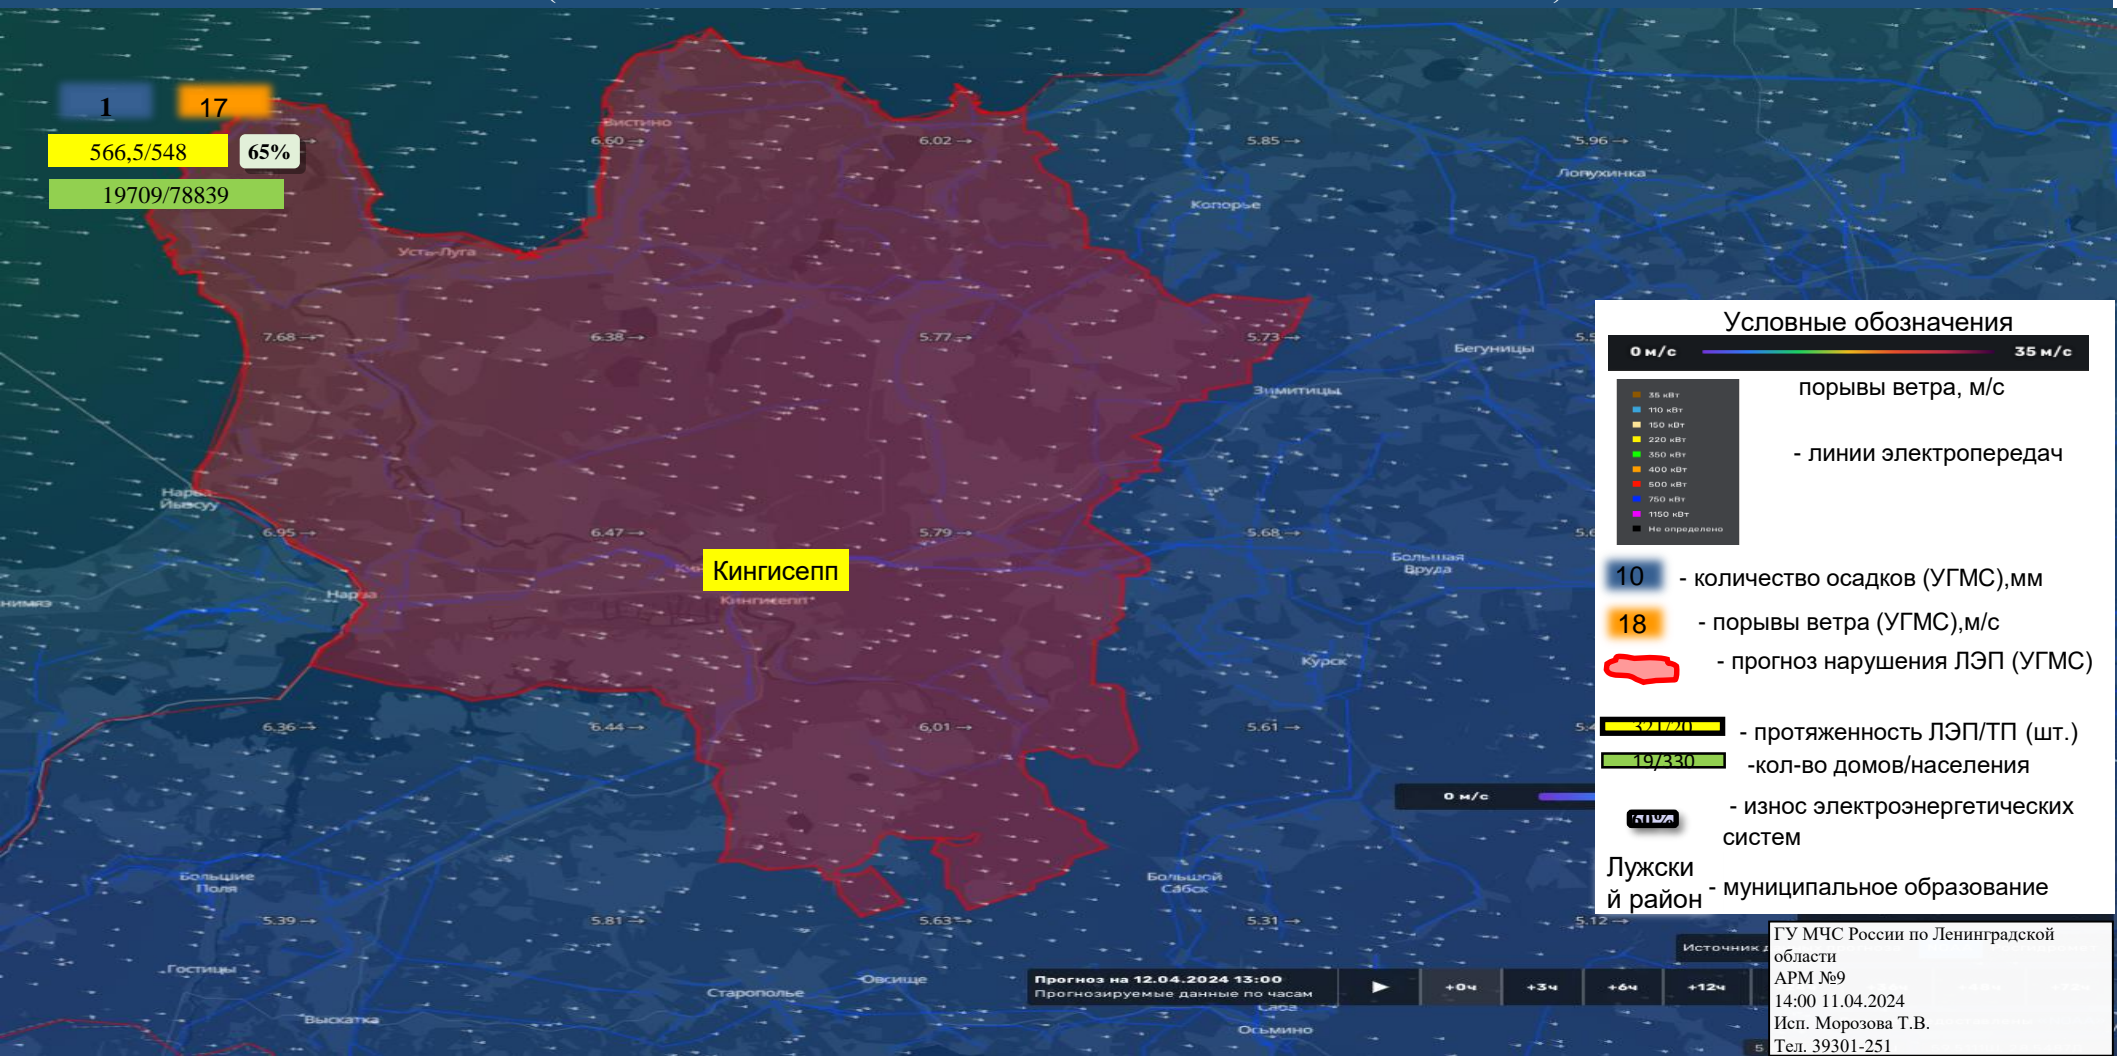 1
17
566,5/548
65%
19709/78839
Вистино
6.60
6.02
5.85
5.96
Лопухинка
Копорье
Усть-Луга
7.68
6.38
5.77
5.73
Бегуницы
Зимитицы
Нарва-
Йыэсуу
6.95
6.47
5.79
5.68
Большая
Вруда
Кингисепп
Нарва
Кингисепп
Курск
6.36
6.44
6.01
5.61
0 м/с
Большие
Поля
Большой
Сабск
5.39
5.81
5.63
5.31
5.12
Гостицы
Овсище
Старополье
Выскатка
Саба
Осьмино
Прогноз на 12.04.2024 13:00
Прогнозируемые данные по часам
+0ч
+3ч
+6ч
+12ч
Источник
Условные обозначения
0 м/с
35 м/с
порывы ветра, м/с
35 кВт
110 кВт
150 кВт
220 кВт
350 кВт
400 кВт
500 кВт
750 кВт
1150 кВт
Не определено
- линии электропередач
10 - количество осадков (УГМС),мм
18 - порывы ветра (УГМС),м/с
- прогноз нарушения ЛЭП (УГМС)
321/20 - протяженность ЛЭП/ТП (шт.)
19/330 -кол-во домов/населения
- износ электроэнергетических
систем
Лужски
й район
- муниципальное образование
ГУ МЧС России по Ленинградской
области
АРМ №9
14:00 11.04.2024
Исп. Морозова Т.В.
Тел. 39301-251